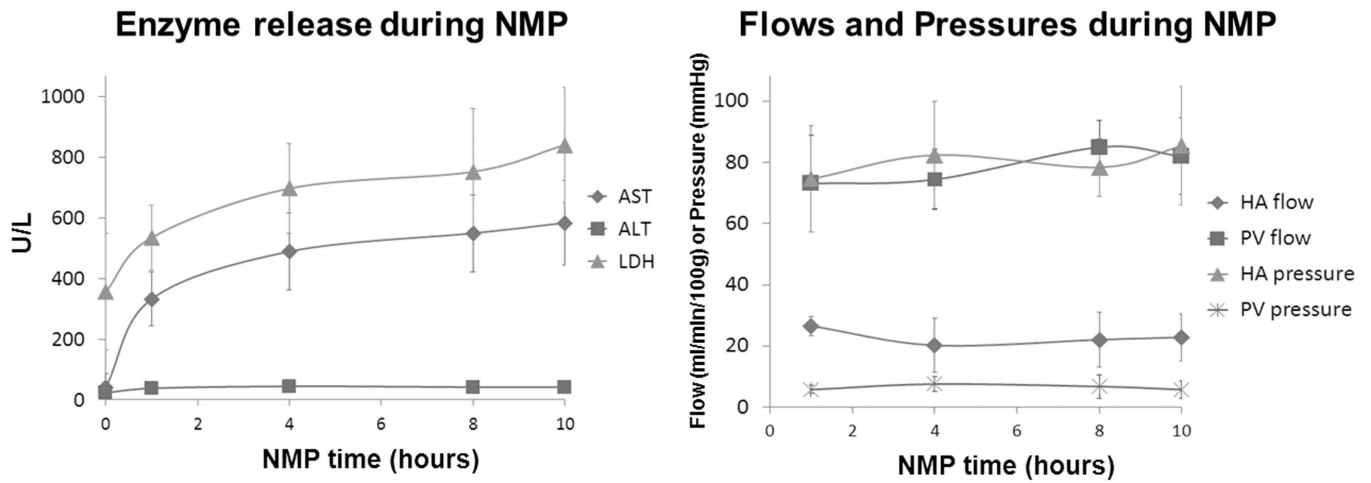 Enzyme release during NMP
U/L
1000
800
600
400
200
0
0
2
4
6
8
10
NMP time (hours)
AST
ALT
LDH
Flows and Pressures during NMP
Flow (ml/mln/100g) or Pressure (mmHg)
100
80
60
40
20
0
0
2
4
6
8
10
NMP time (hours)
HA flow
PV flow
HA pressure
PV pressure